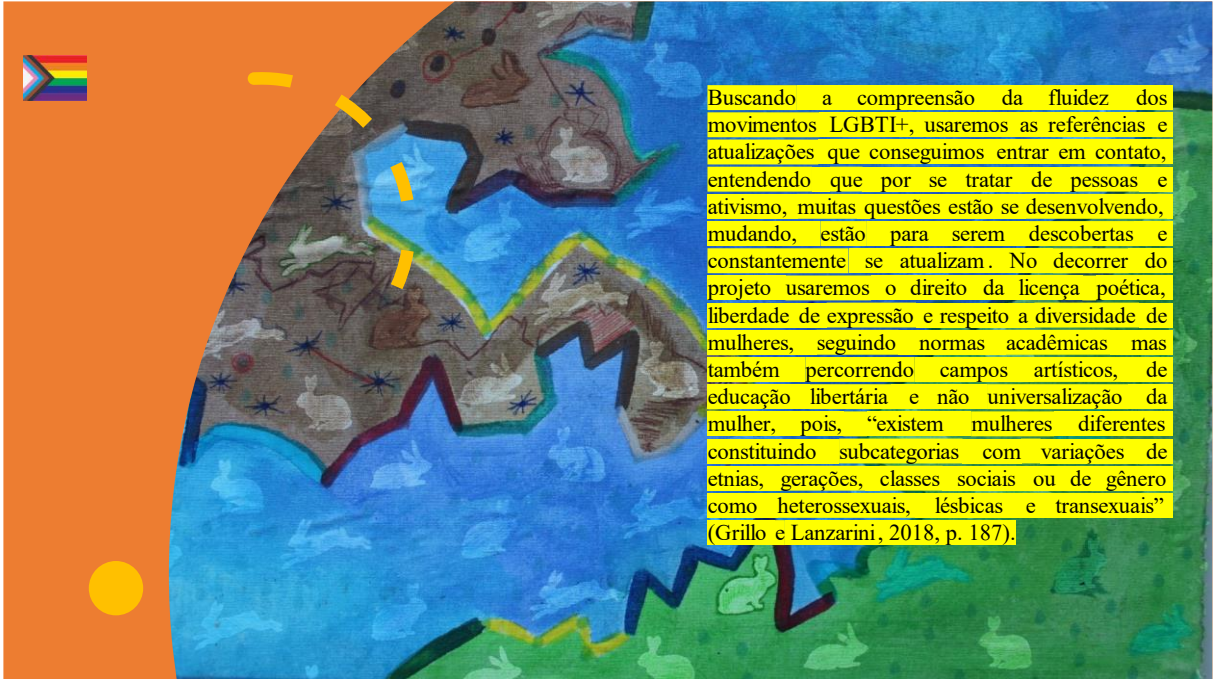 Buscando a compreensão da fluidez dos
movimentos LGBTI+, usaremos as referências e
atualizações que conseguimos entrar em contato,
entendendo que por se tratar de pessoas e
ativismo, muitas questões estão se desenvolvendo,
mudando, estão para serem descobertas e
constantemente se atualizam. No decorrer do
projeto usaremos o direito da licença poética,
liberdade de expressão e respeito a diversidade de
mulheres, seguindo normas acadêmicas mas
também percorrendo campos artísticos, de
educação libertária e não universalização da
mulher, pois, “existem mulheres diferentes
constituindo subcategorias com variações de
etnias, gerações, classes sociais ou de gênero
como heterossexuais, lésbicas e transexuais”
(Grillo e Lanzarini, 2018, p. 187).